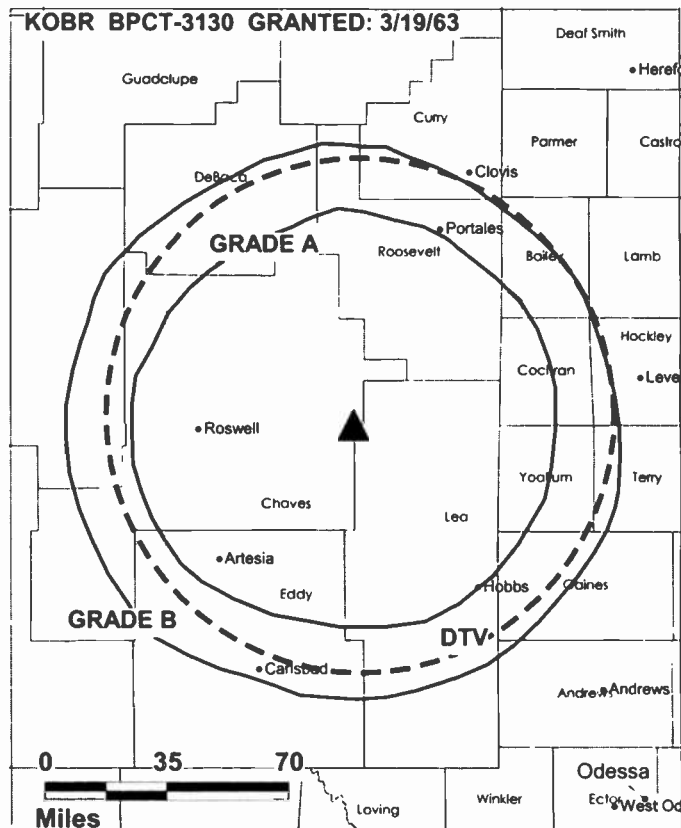 KOBR BPCT-3130 GRANTED: 3/19/63
Deaf Smith
Heref
Guadclupe
Curry
Parmer
Castro
Clovis
DeBaca
Portales
GRADE A
Roosevelt
Bailey
Lamb
Hockley
Cochran
Leve
Roswell
Yoakum
Terry
Chaves
Lea
Artesia
Eddy
Hobbs
Gaines
GRADE B
DTV
Carlsbad
Andrews
Andrews
0 35 70
Odessa
Winkler
Ector
West Od
Loving
Miles